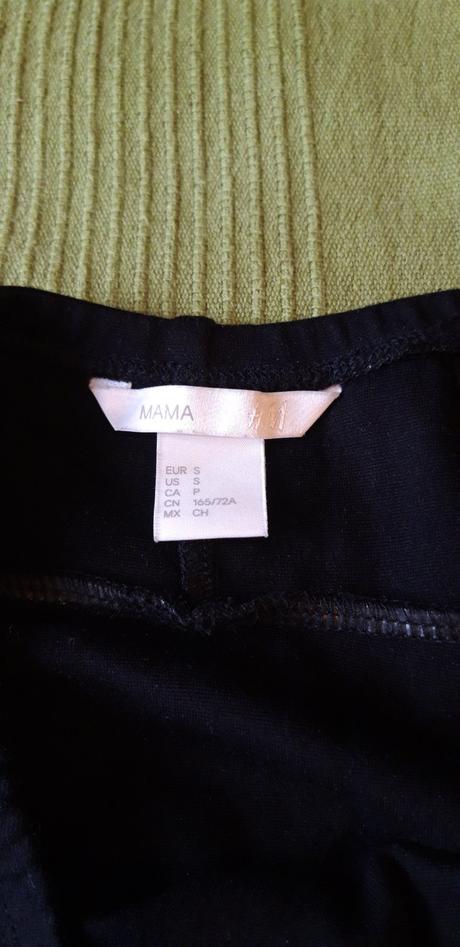 MAMA H&M
EUR S
US S
CA P
CN 165/72A
MX CH